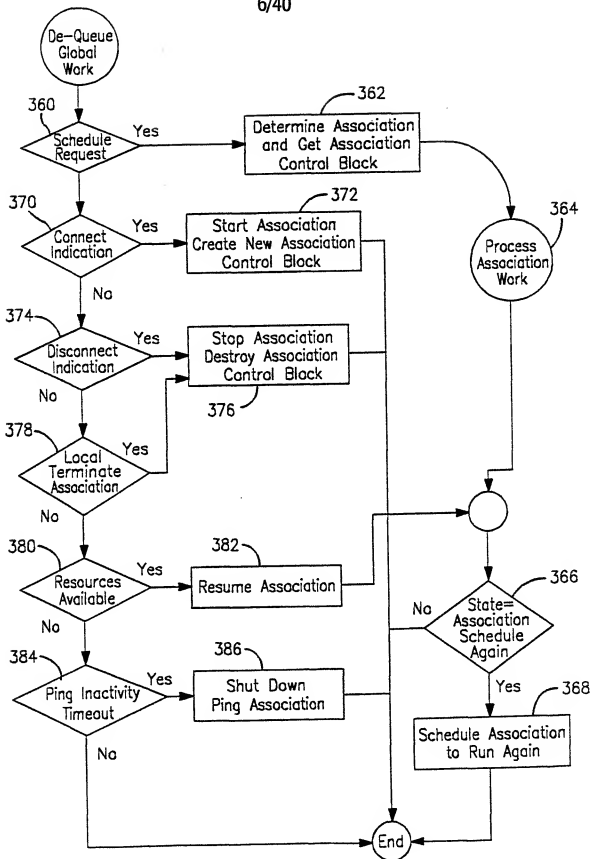 6/40
De-Queue
Global
Work
360
Schedule
Request
Yes
362
Determine Association
and Get Association
Control Block
370
Connect
Indication
Yes
372
Start Association
Create New Association
Control Block
364
Process
Association
Work
No
374
Disconnect
Indication
Yes
Stop Association
Destroy Association
Control Block
376
No
378
Local
Terminate
Association
Yes
No
380
Resources
Available
Yes
382
Resume Association
366
State=
Association
Schedule
Again
No
No
384
Ping Inactivity
Timeout
Yes
386
Shut Down
Ping Association
Yes
368
Schedule Association
to Run Again
No
End